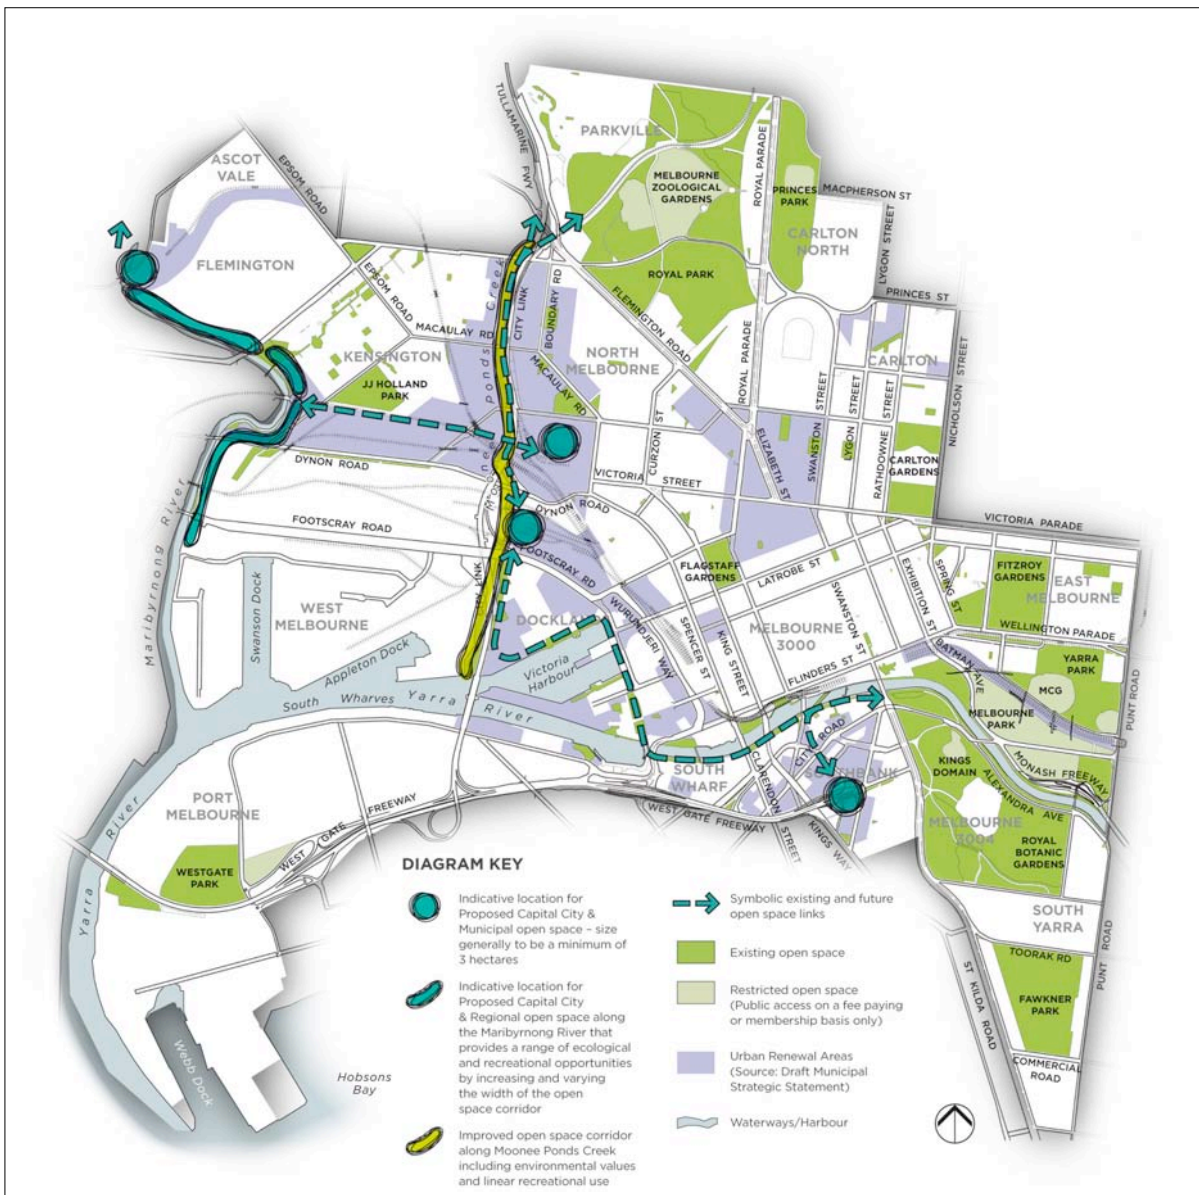 TULLAMARINE FWY
PARKVILLE
ASCOT
VALE
EPSOM ROAD
MELBOURNE
ZOOLOGICAL
GARDENS
ROYAL PARADE
PRINCES
PARK
MACPHERSON ST
CARLTON
NORTH
LYGON STREET
FLEMINGTON
ROYAL PARK
PRINCES ST
EPSOM ROAD
Creek
CITY LINK
BOUNDARY RD
FLEMINGTON ROAD
MACAULAY RD
KENSINGTON
Ponds
NORTH
MELBOURNE
ROYAL PARADE
CARLTON
NICHOLSON STREET
JJ HOLLAND
PARK
MACAULAY RD
CURZON ST
ELIZABETH ST
SWANSTON STREET
LYGON STREET
RATHDOWNE STREET
CARLTON
GARDENS
DYNON ROAD
VICTORIA STREET
Maribyrnong River
FOOTSCRAY ROAD
DYNON ROAD
VICTORIA PARADE
FOOTSCRAY RD
FLAGSTAFF
GARDENS
LATROBE ST
EXHIBITION ST
SPRING ST
FITZROY
GARDENS
EAST
MELBOURNE
Swanson Dock
WEST
MELBOURNE
WURUNDJERI WAY
SPENCER ST
KING STREET
MELBOURNE
3000
SWANSTON ST
WELLINGTON PARADE
Appleton Dock
Victoria
Harbour
FLINDERS ST
BATMAN AVE
YARRA
PARK
MCG
PUNT ROAD
South Wharves
Yarra River
MELBOURNE
PARK
CITY ROAD
SOUTH
WHARF
CLARENDON STREET
KINGS
DOMAIN
MONASH FREEWAY
ALEXANDRA AVE
PORT
MELBOURNE
WEST GATE FREEWAY
WEST GATE FREEWAY
KINGS WAY
MELBOURNE
3004
ROYAL
BOTANIC
GARDENS
WESTGATE
PARK
Yarra River
SOUTH
YARRA
TOORAK RD
PUNT ROAD
ST KILDA ROAD
FAWKNER
PARK
COMMERCIAL
ROAD
Webb Dock
Hobsons
Bay
DIAGRAM KEY
Indicative location for
Proposed Capital City &
Municipal open space – size
generally to be a minimum of
3 hectares
Indicative location for
Proposed Capital City
& Regional open space along
the Maribyrnong River that
provides a range of ecological
and recreational opportunities
by increasing and varying
the width of the open
space corridor
Improved open space corridor
along Moonee Ponds Creek
including environmental values
and linear recreational use
Symbolic existing and future
open space links
Existing open space
Restricted open space
(Public access on a fee paying
or membership basis only)
Urban Renewal Areas
(Source: Draft Municipal
Strategic Statement)
Waterways/Harbour